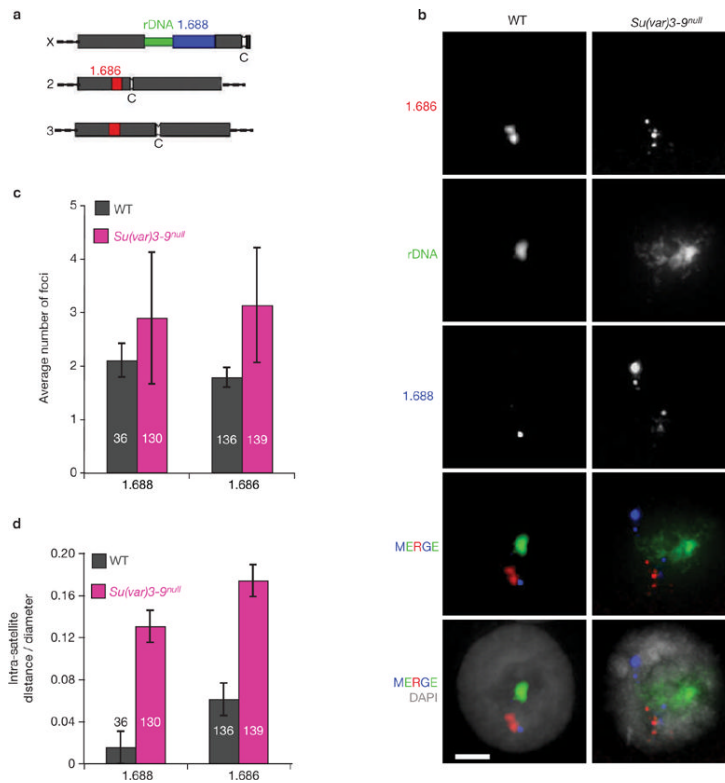 a
rDNA 1.688
X
C
1.686
2
C
3
C
b
WT
Su(var)3-9null
1.686
rDNA
1.688
MERGE
MERGE
DAPI
c
WT
Su(var)3-9null
Average number of foci
5
4
3
2
1
0
36
130
136
139
1.688
1.686
d
WT
Su(var)3-9null
Intra-satellite
distance / diameter
0.20
0.16
0.12
0.08
0.04
0
36
130
136
139
1.688
1.686